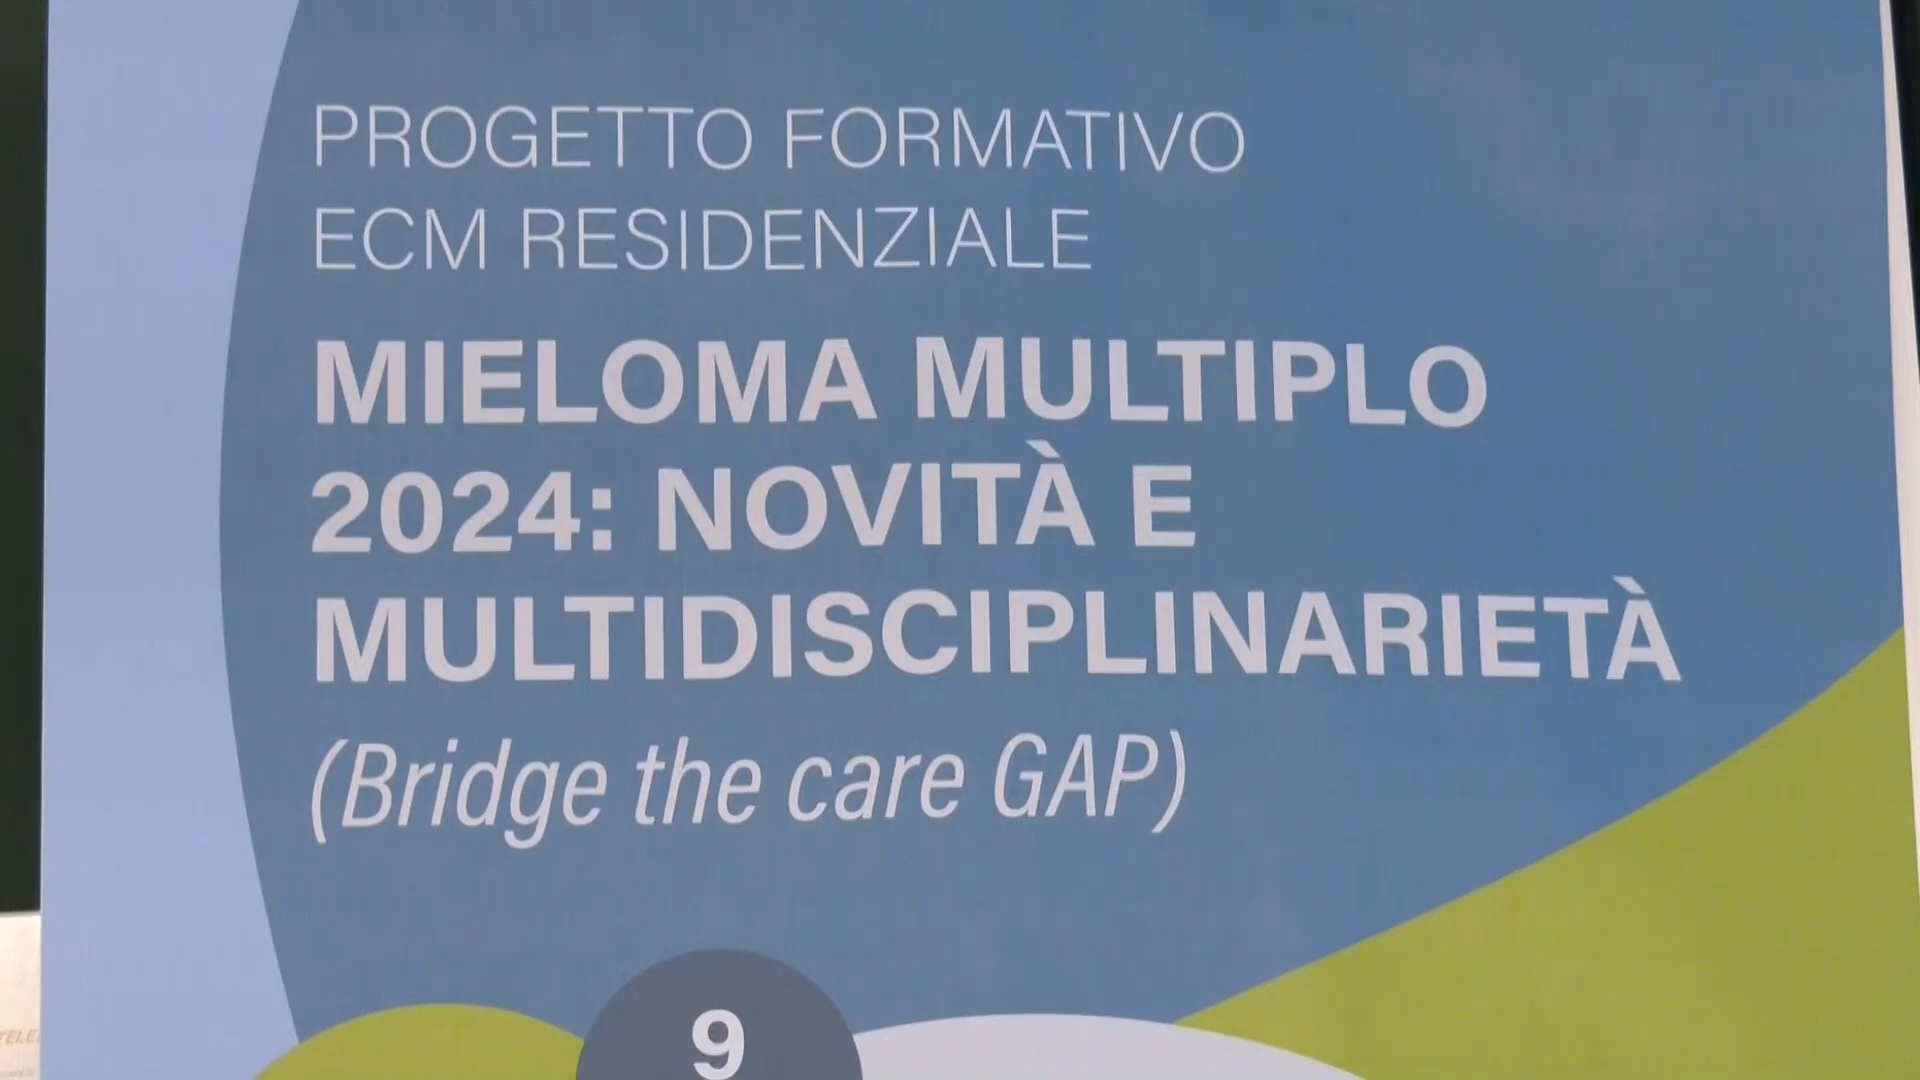 PROGETTO FORMATIVO
ECM RESIDENZIALE
MIELOMA MULTIPLO
2024: NOVITÀ E
MULTIDISCIPLINARIETÀ
(Bridge the care GAP)
9